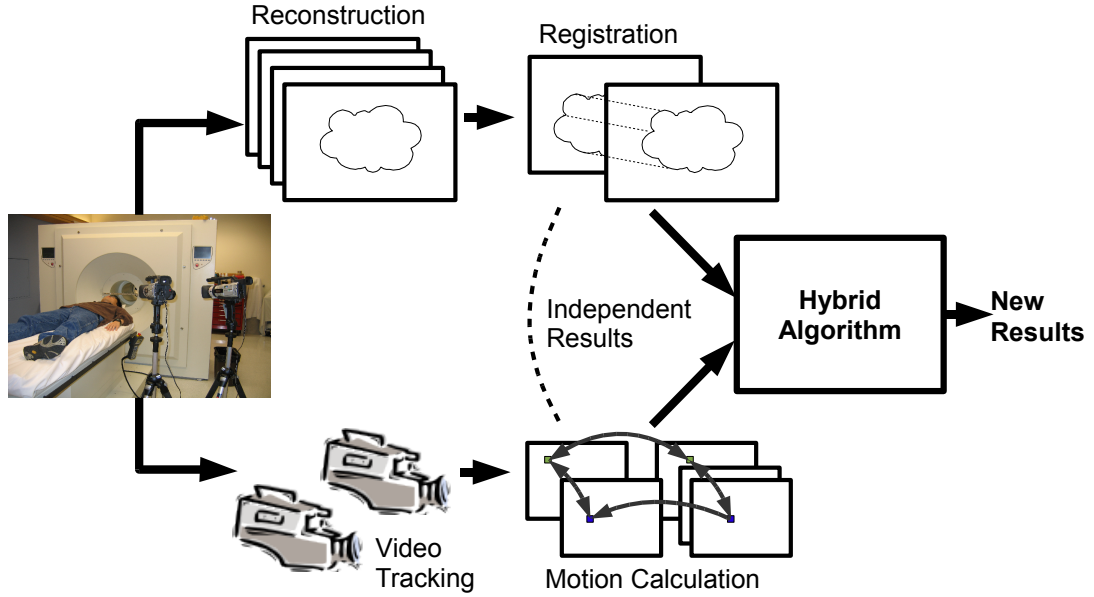 Reconstruction
Registration
Independent
Results
Hybrid
Algorithm
New
Results
Video
Tracking
Motion Calculation